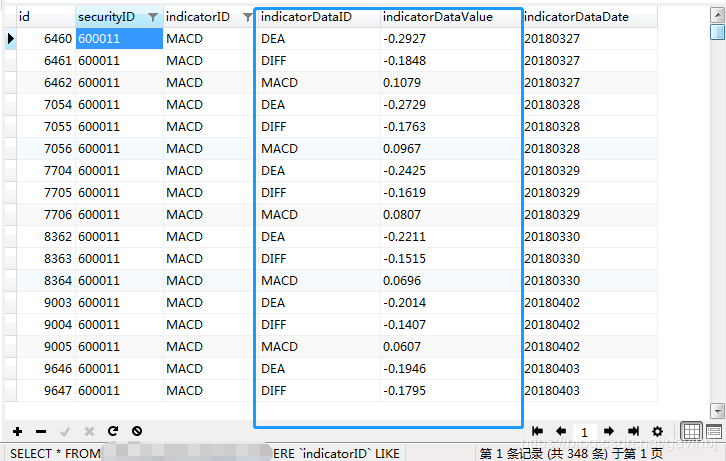 id securityID indicatorID indicatorDataID indicatorDataValue indicatorDataDate
6460 600011 MACD DEA -0.2927 20180327
6461 600011 MACD DIFF -0.1848 20180327
6462 600011 MACD MACD 0.1079 20180327
7054 600011 MACD DEA -0.2729 20180328
7055 600011 MACD DIFF -0.1763 20180328
7056 600011 MACD MACD 0.0967 20180328
7704 600011 MACD DEA -0.2425 20180329
7705 600011 MACD DIFF -0.1619 20180329
7706 600011 MACD MACD 0.0807 20180329
8362 600011 MACD DEA -0.2211 20180330
8363 600011 MACD DIFF -0.1515 20180330
8364 600011 MACD MACD 0.0696 20180330
9003 600011 MACD DEA -0.2014 20180402
9004 600011 MACD DIFF -0.1407 20180402
9005 600011 MACD MACD 0.0607 20180402
9646 600011 MACD DEA -0.1946 20180403
9647 600011 MACD DIFF -0.1795 20180403
1
SELECT * FROM ERE `indicatorID` LIKE 第 1 条记录 (共 348 条) 于第 1 页